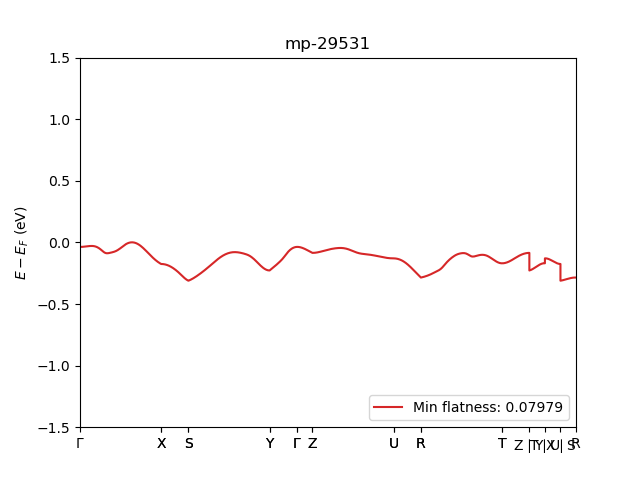 mp-29531
E − E_F (eV)
1.5
1.0
0.5
0.0
−0.5
−1.0
−1.5
Min flatness: 0.07979
Γ X S Y Γ Z U R T Z|T Y|X U|S R